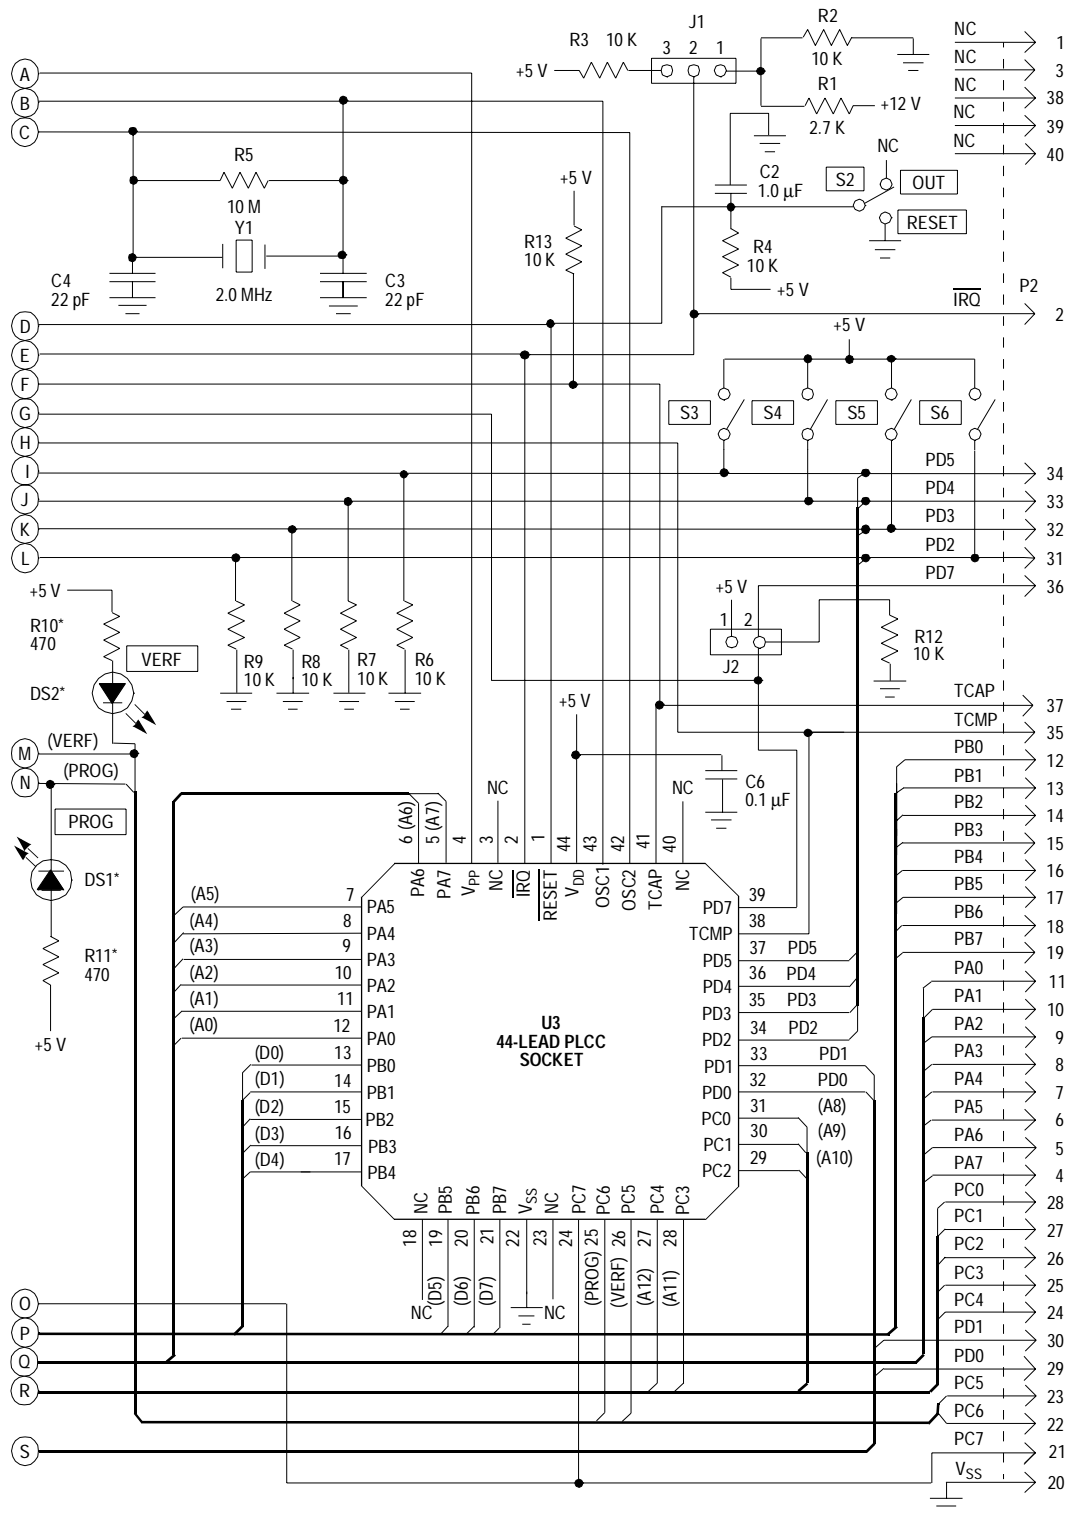 J1
R2
10 K
R3 10 K
3 2 1
+5 V
R1
2.7 K
+12 V
NC
1
NC
3
NC
38
NC
39
NC
40
A
B
C
R5
10 M
Y1
2.0 MHz
C4
22 pF
C3
22 pF
+5 V
R13
10 K
C2
1.0 µF
NC
S2
OUT
RESET
R4
10 K
+5 V
P2
I̅R̅Q̅
2
D
E
F
G
H
I
J
K
L
+5 V
S3
S4
S5
S6
PD5
34
PD4
33
PD3
32
PD2
31
PD7
36
+5 V
R10*
470
VERF
DS2*
R9
10 K
R8
10 K
R7
10 K
R6
10 K
+5 V
1 2
J2
R12
10 K
+5 V
C6
0.1 µF
M
(VERF)
N
(PROG)
PROG
DS1*
R11*
470
+5 V
TCAP
37
TCMP
35
PB0
12
PB1
13
PB2
14
PB3
15
PB4
16
PB5
17
PB6
18
PB7
19
PA0
11
PA1
10
PA2
9
PA3
8
PA4
7
PA5
6
PA6
5
PA7
4
PC0
28
PC1
27
PC2
26
PC3
25
PC4
24
PD1
30
PD0
29
PC5
23
PC6
22
PC7
21
VSS
20
6 (A6)
5 (A7)
4
3
NC
2
1
44
43
42
41
40
NC
PA6
PA7
VPP
NC
I̅R̅Q̅
R̅E̅S̅E̅T̅
VDD
OSC1
OSC2
TCAP
NC
(A5) 7 PA5
(A4) 8 PA4
(A3) 9 PA3
(A2) 10 PA2
(A1) 11 PA1
(A0) 12 PA0
(D0) 13 PB0
(D1) 14 PB1
(D2) 15 PB2
(D3) 16 PB3
(D4) 17 PB4
U3
44-LEAD PLCC
SOCKET
PD7 39
TCMP 38
PD5 37 PD5
PD4 36 PD4
PD3 35 PD3
PD2 34 PD2
PD1 33 PD1
PD0 32 PD0
PC0 31 (A8)
PC1 30 (A9)
PC2 29 (A10)
NC
PB5
PB6
PB7
VSS
NC
PC7
PC6
PC5
PC4
PC3
18
19
20
21
22
23
24
25
26
27
28
NC
(D5)
(D6)
(D7)
NC
(PROG)
(VERF)
(A12)
(A11)
O
P
Q
R
S